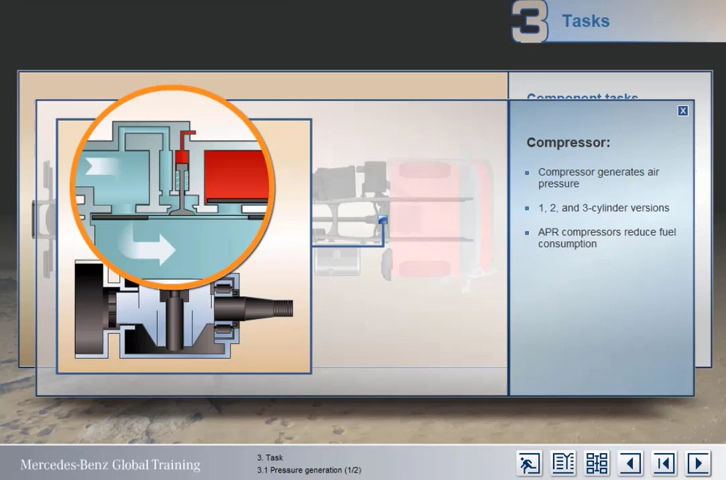 3 Tasks
Component tasks
Compressor:
Compressor generates air
pressure
1, 2, and 3-cylinder versions
APR compressors reduce fuel
consumption
Mercedes-Benz Global Training
3. Task
3.1 Pressure generation (1/2)